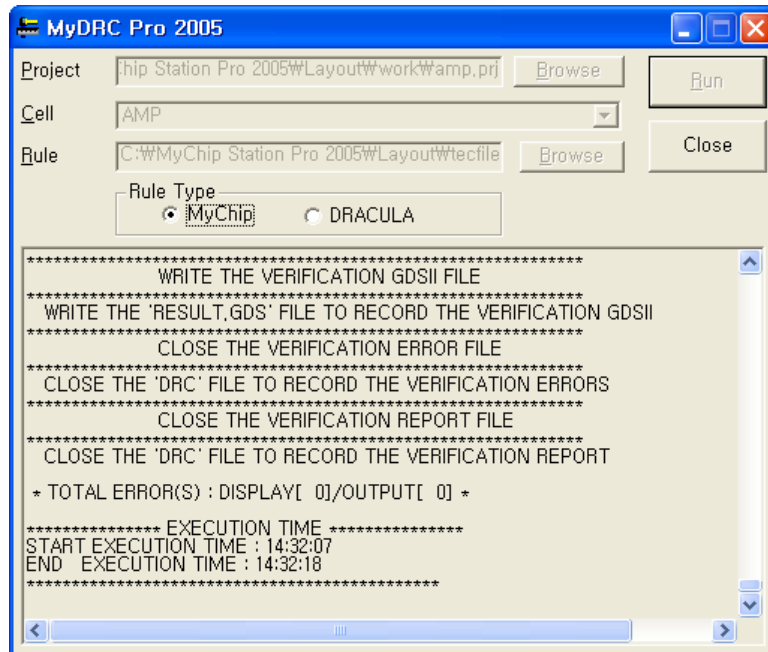 MyDRC Pro 2005
Project
hip Station Pro 2005₩Layout₩work₩amp.prj
Browse
Run
Cell
AMP
Rule
C:₩MyChip Station Pro 2005₩Layout₩tecfile
Browse
Close
Rule Type
MyChip
DRACULA
**************************************************************
WRITE THE VERIFICATION GDSII FILE
**************************************************************
WRITE THE 'RESULT.GDS' FILE TO RECORD THE VERIFICATION GDSII
**************************************************************
CLOSE THE VERIFICATION ERROR FILE
**************************************************************
CLOSE THE 'DRC' FILE TO RECORD THE VERIFICATION ERRORS
**************************************************************
CLOSE THE VERIFICATION REPORT FILE
**************************************************************
CLOSE THE 'DRC' FILE TO RECORD THE VERIFICATION REPORT
* TOTAL ERROR(S) : DISPLAY[ 0]/OUTPUT[ 0] *
*************** EXECUTION TIME ***************
START EXECUTION TIME : 14:32:07
END EXECUTION TIME : 14:32:18
**********************************************